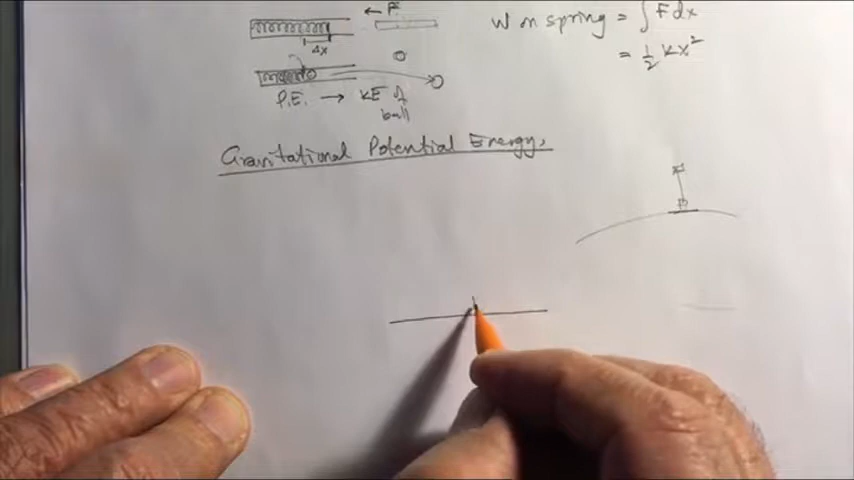 ← F
W on spring = ∫ F dx
= 1/2 Kx²
Δx
P.E. → KE of
ball
Gravitational Potential Energy,